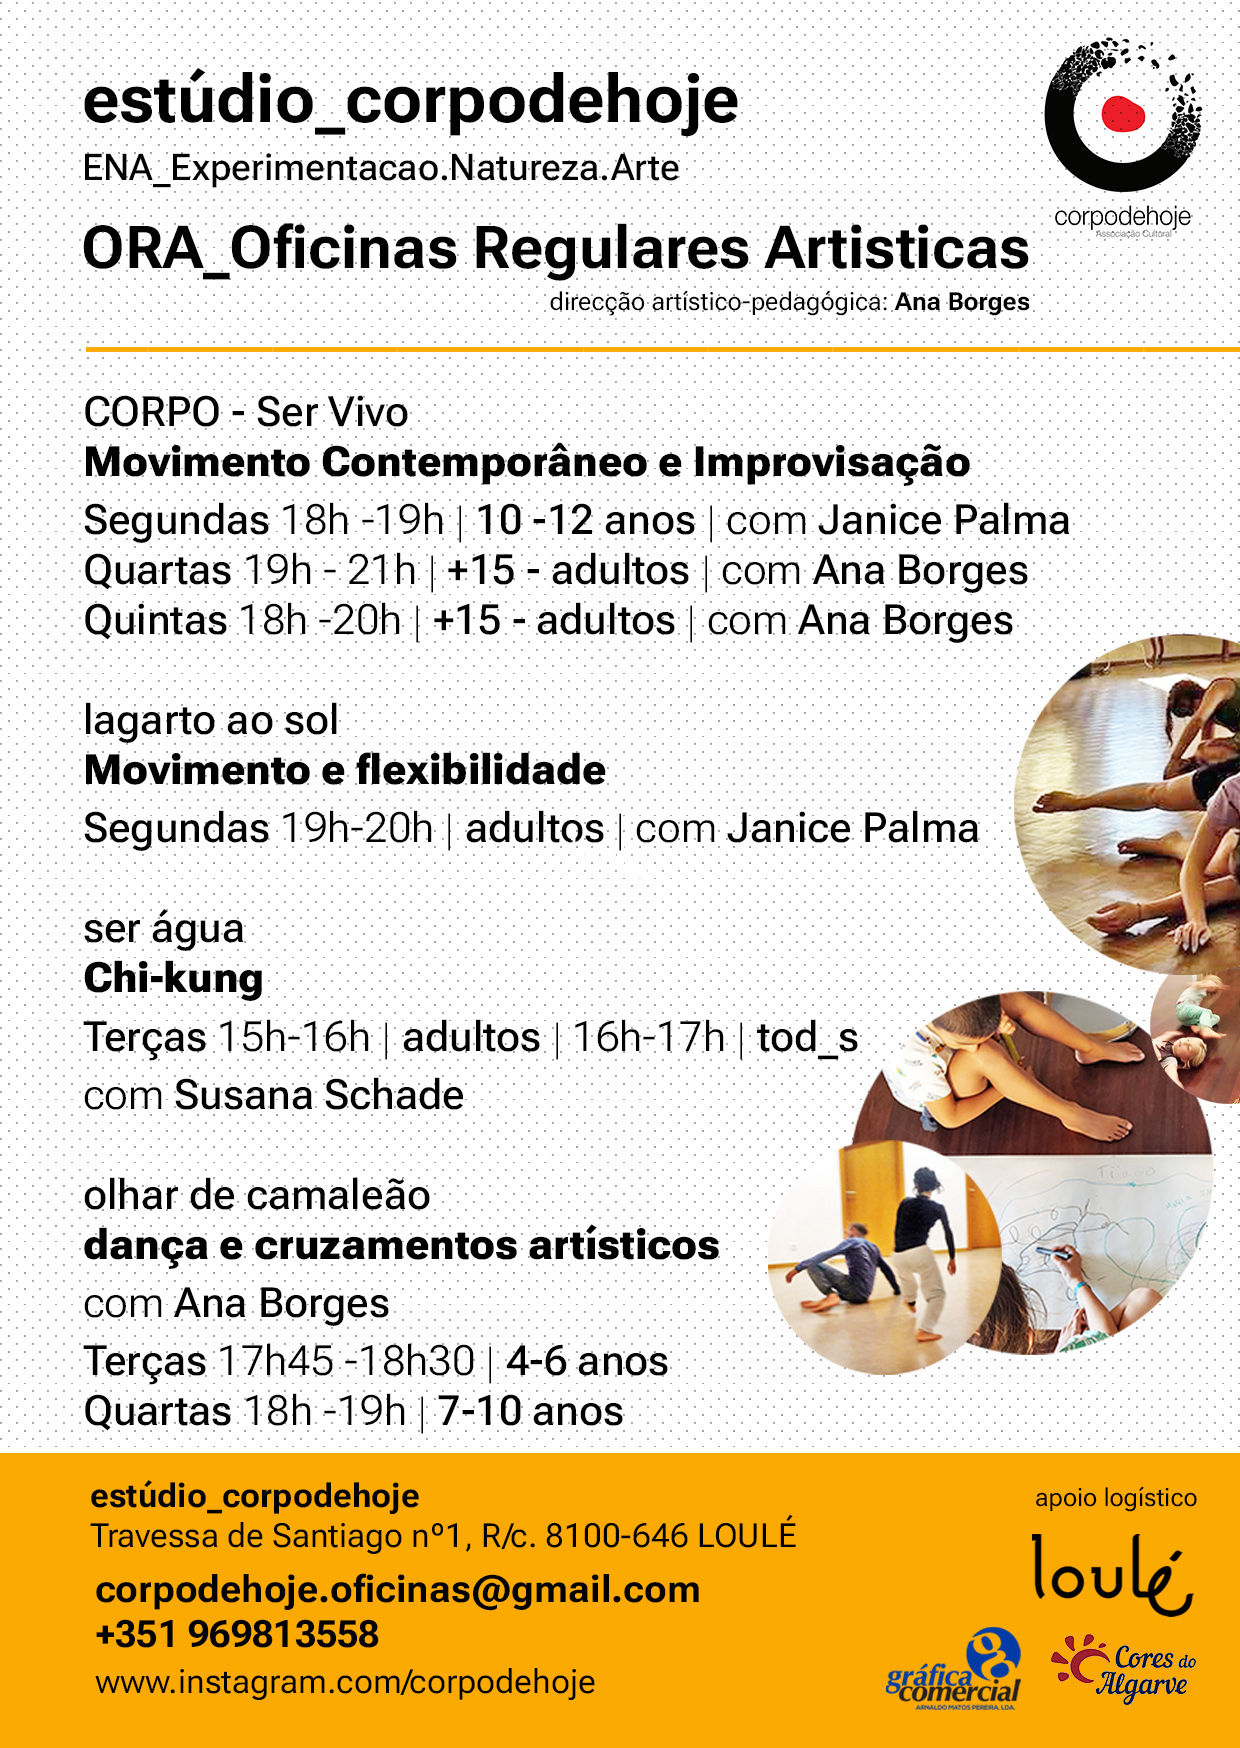 estúdio_corpodehoje
ENA_Experimentacao.Natureza.Arte
ORA_Oficinas Regulares Artisticas
direcção artístico-pedagógica: Ana Borges
corpodehoje
Associação Cultural
CORPO - Ser Vivo
Movimento Contemporâneo e Improvisação
Segundas 18h -19h | 10 -12 anos | com Janice Palma
Quartas 19h - 21h | +15 - adultos | com Ana Borges
Quintas 18h -20h | +15 - adultos | com Ana Borges
lagarto ao sol
Movimento e flexibilidade
Segundas 19h-20h | adultos | com Janice Palma
ser água
Chi-kung
Terças 15h-16h | adultos | 16h-17h | tod_s
com Susana Schade
olhar de camaleão
dança e cruzamentos artísticos
com Ana Borges
Terças 17h45 -18h30 | 4-6 anos
Quartas 18h -19h | 7-10 anos
estúdio_corpodehoje
Travessa de Santiago nº1, R/c. 8100-646 LOULÉ
corpodehoje.oficinas@gmail.com
+351 969813558
www.instagram.com/corpodehoje
apoio logístico
loulé
gráfica
comercial
ARNALDO MATOS PEREIRA, LDA.
Cores do
Algarve